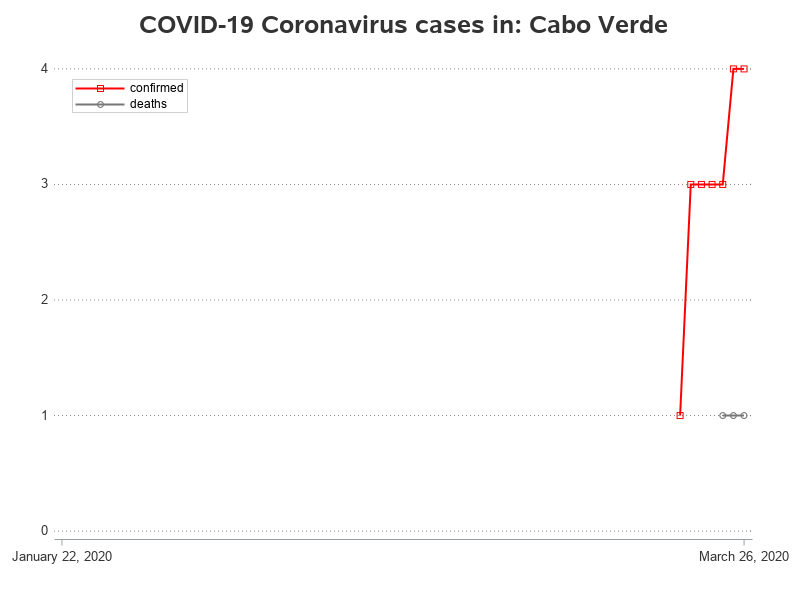 COVID-19 Coronavirus cases in: Cabo Verde
4
confirmed
deaths
3
2
1
0
January 22, 2020
March 26, 2020